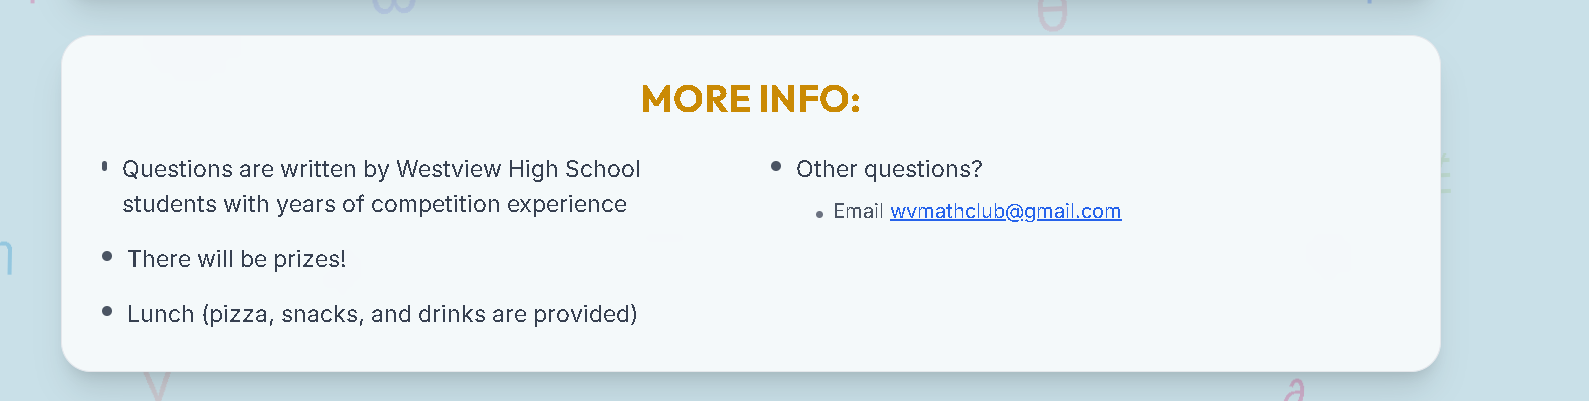 MORE INFO:
Questions are written by Westview High School
students with years of competition experience
There will be prizes!
Lunch (pizza, snacks, and drinks are provided)
Other questions?
Email wvmathclub@gmail.com